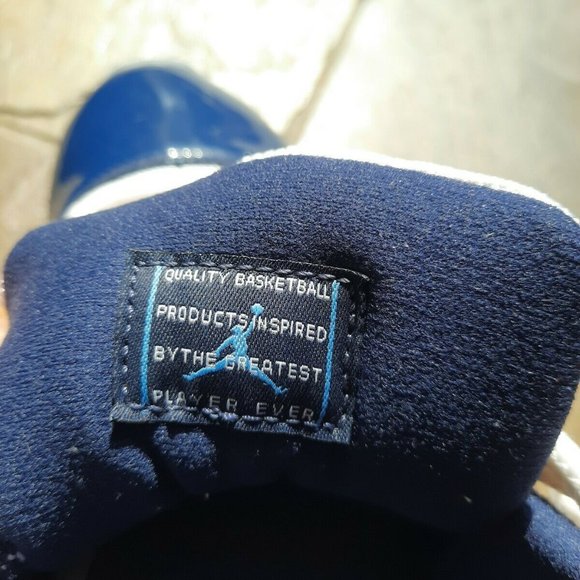 QUALITY BASKETBALL
PRODUCTS INSPIRED
BY THE GREATEST
PLAYER EVER